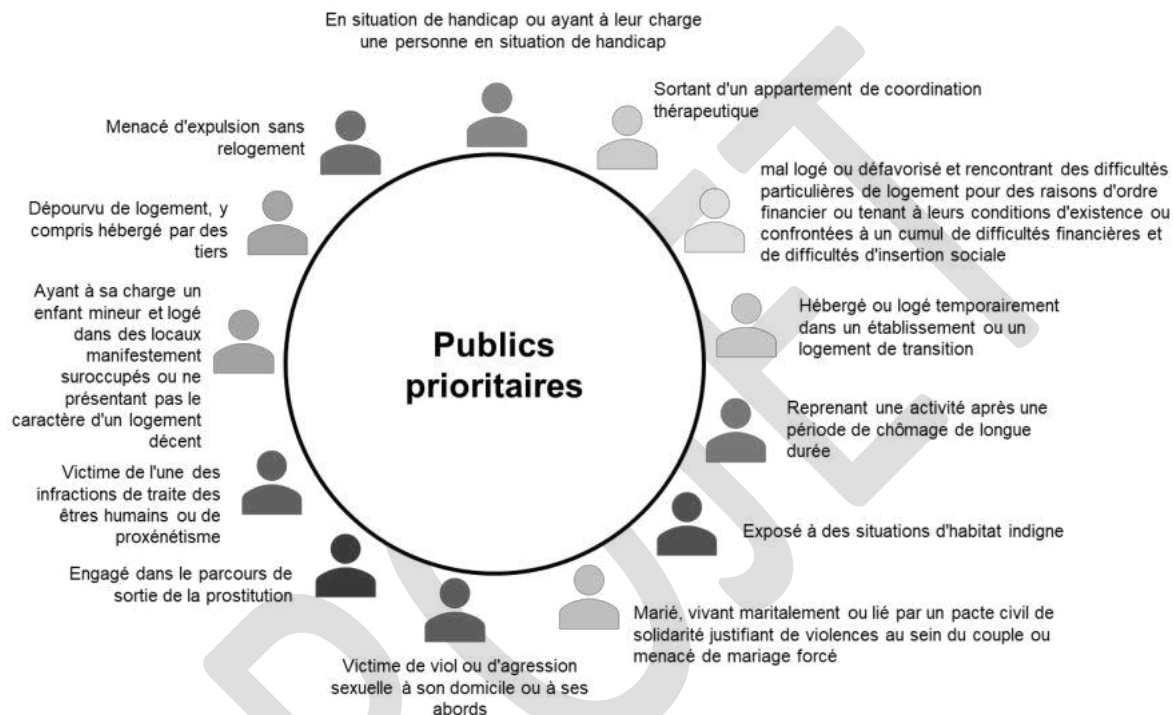 En situation de handicap ou ayant à leur charge
une personne en situation de handicap
Sortant d'un appartement de coordination
thérapeutique
mal logé ou défavorisé et rencontrant des difficultés
particulières de logement pour des raisons d'ordre
financier ou tenant à leurs conditions d'existence ou
confrontées à un cumul de difficultés financières et
de difficultés d'insertion sociale
Hébergé ou logé temporairement
dans un établissement ou un
logement de transition
Reprenant une activité après une
période de chômage de longue
durée
Exposé à des situations d'habitat indigne
Marié, vivant maritalement ou lié par un pacte civil de
solidarité justifiant de violences au sein du couple ou
menacé de mariage forcé
Victime de viol ou d'agression
sexuelle à son domicile ou à ses
abords
Engagé dans le parcours de
sortie de la prostitution
Victime de l'une des
infractions de traite des
êtres humains ou de
proxénétisme
Ayant à sa charge un
enfant mineur et logé
dans des locaux
manifestement
suroccupés ou ne
présentant pas le
caractère d'un logement
décent
Dépourvu de logement, y
compris hébergé par des
tiers
Menacé d'expulsion sans
relogement
Publics
prioritaires